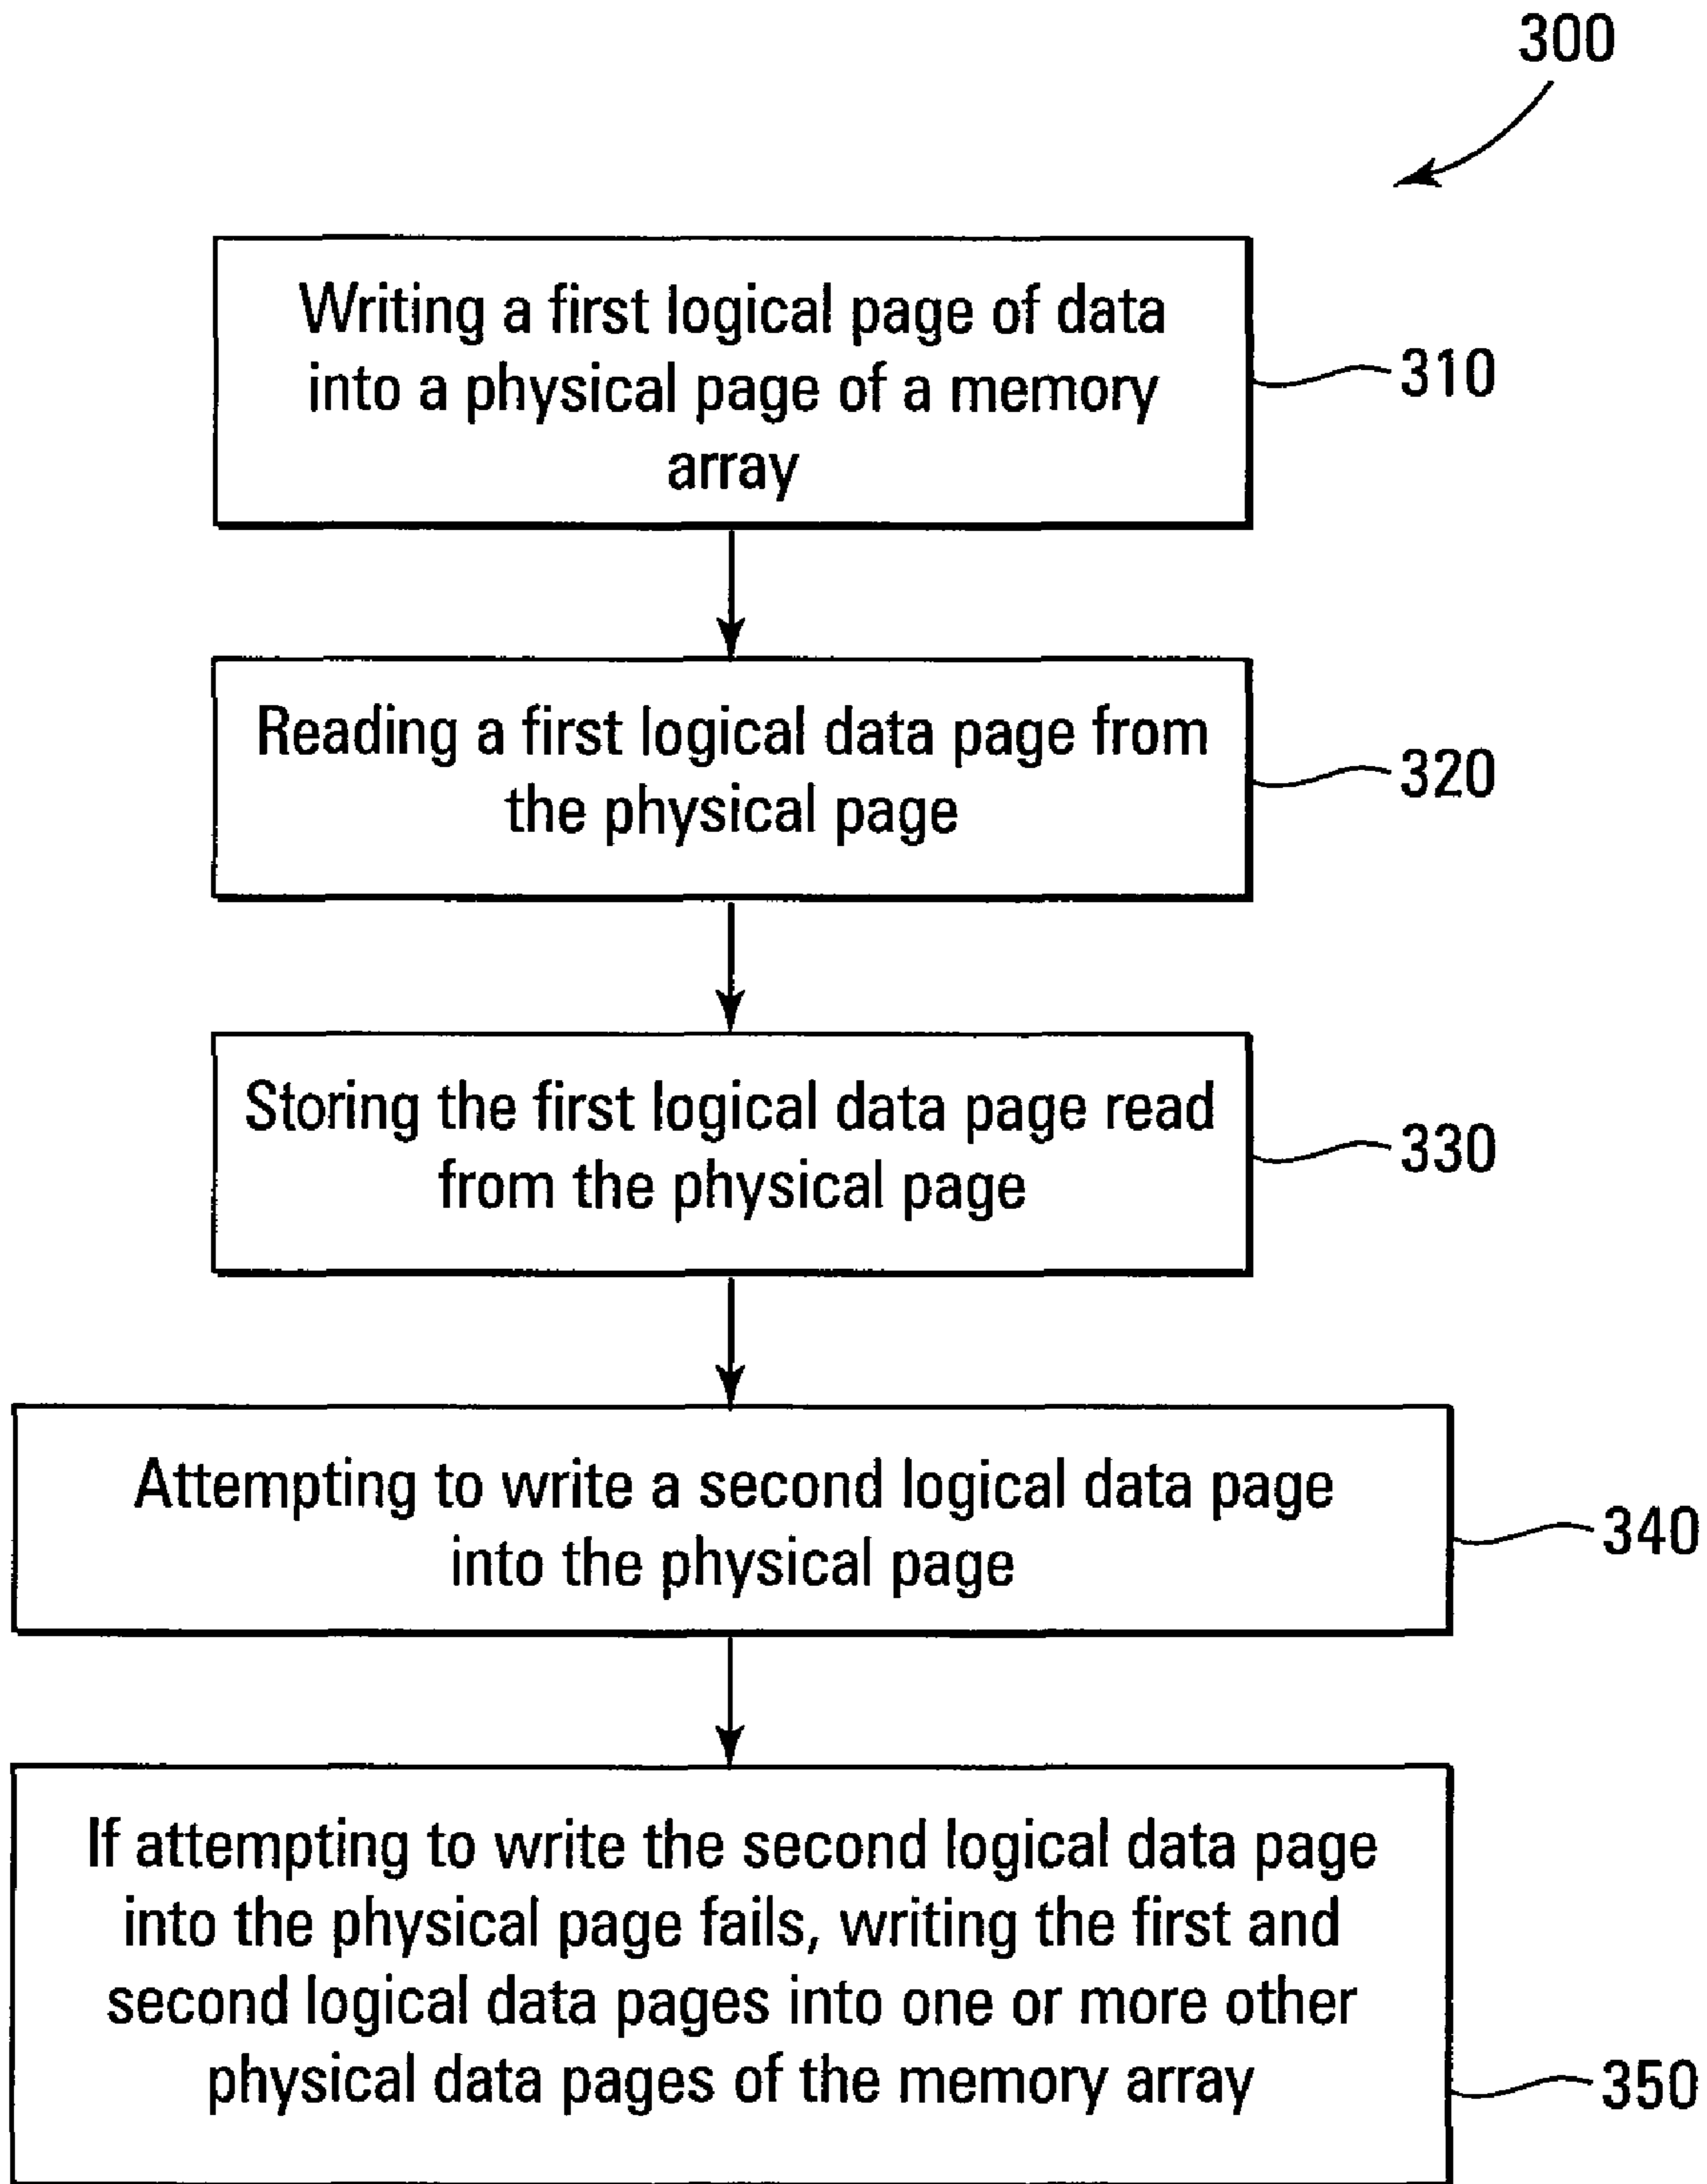 300
Writing a first logical page of data
into a physical page of a memory
array
310
Reading a first logical data page from
the physical page
320
Storing the first logical data page read
from the physical page
330
Attempting to write a second logical data page
into the physical page
340
If attempting to write the second logical data page
into the physical page fails, writing the first and
second logical data pages into one or more other
physical data pages of the memory array
350